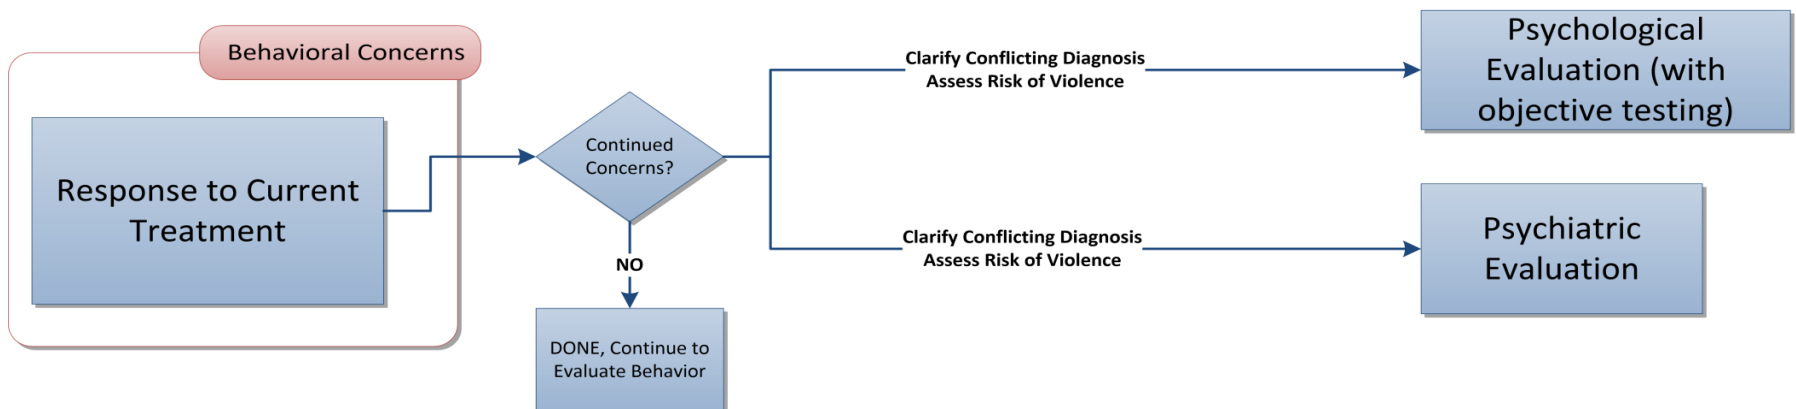 Behavioral Concerns
Response to Current
Treatment
Continued
Concerns?
NO
DONE, Continue to
Evaluate Behavior
Clarify Conflicting Diagnosis
Assess Risk of Violence
Psychological
Evaluation (with
objective testing)
Clarify Conflicting Diagnosis
Assess Risk of Violence
Psychiatric
Evaluation